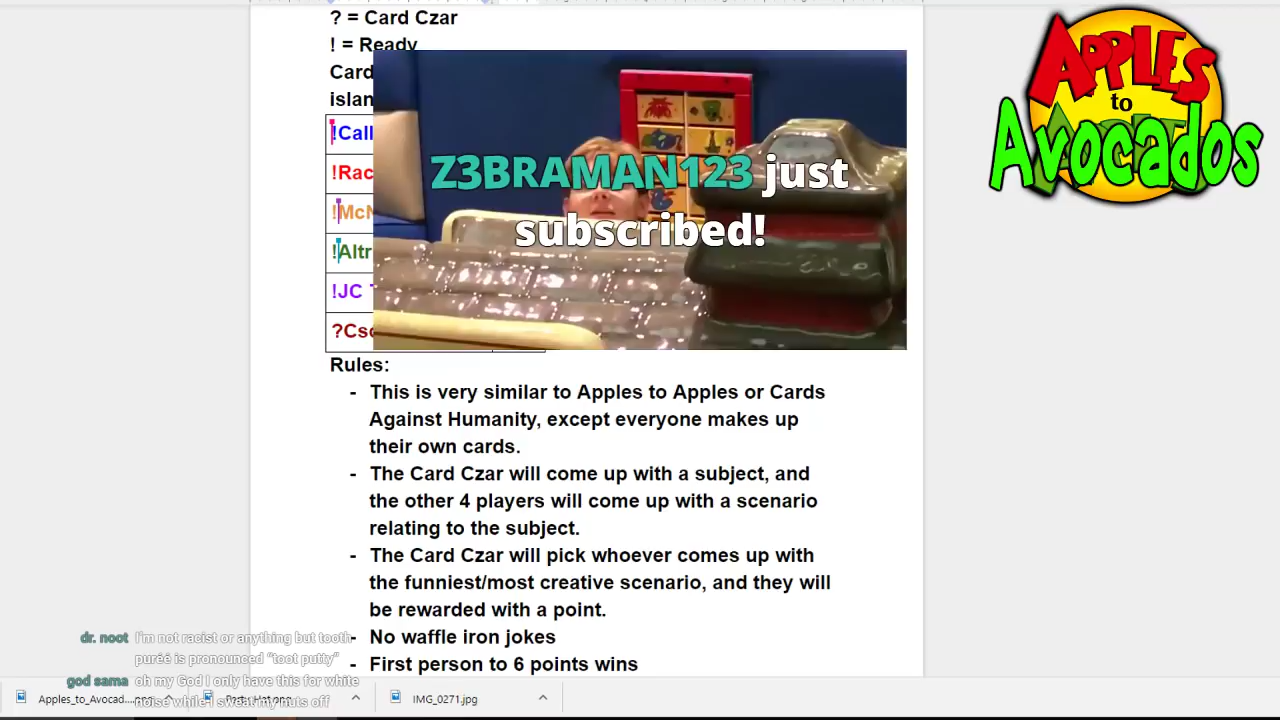 ? = Card Czar
! = Ready
Card
islan
!Call
!Rac
!McN
!Altr
!JC
?Cso
Z3BRAMAN123 just
subscribed!
APPLES
to
Avocados
Rules:
- This is very similar to Apples to Apples or Cards
Against Humanity, except everyone makes up
their own cards.
- The Card Czar will come up with a subject, and
the other 4 players will come up with a scenario
relating to the subject.
- The Card Czar will pick whoever comes up with
the funniest/most creative scenario, and they will
be rewarded with a point.
- No waffle iron jokes
- First person to 6 points wins
dr. noot I'm not racist or anything but tooth
puréé is pronounced “toot putty”
god sama oh my God I only have this for white
noise while I sweat my nuts off
Apples_to_Avocad....png
IMG_0271.jpg